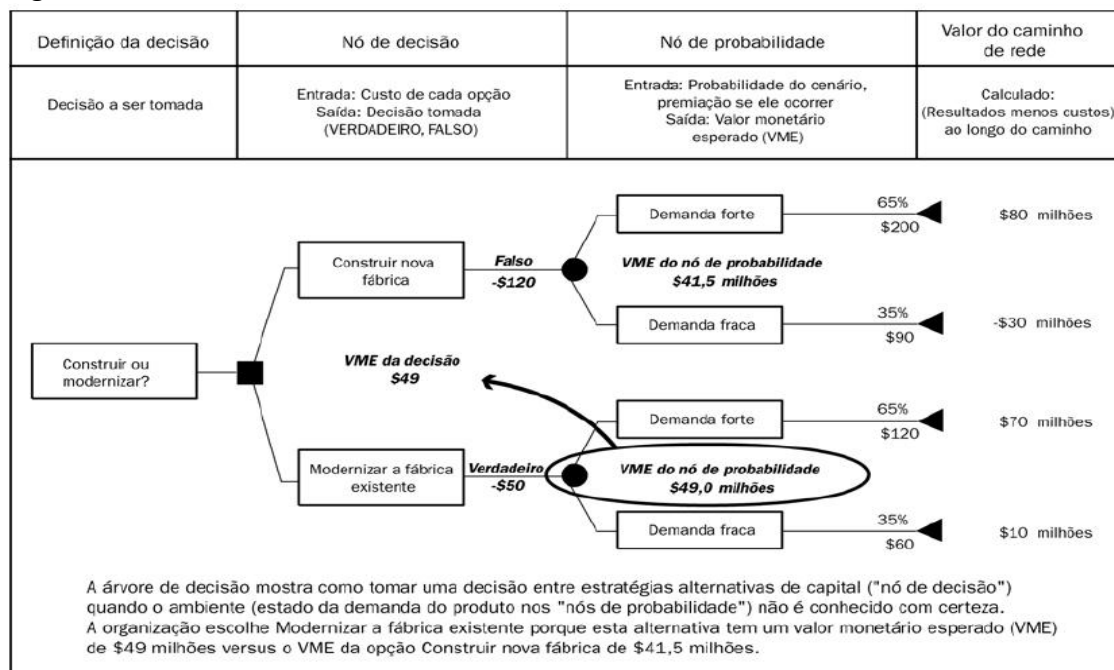 Definição da decisão
Nó de decisão
Nó de probabilidade
Valor do caminho
de rede
Decisão a ser tomada
Entrada: Custo de cada opção
Saída: Decisão tomada
(VERDADEIRO, FALSO)
Entrada: Probabilidade do cenário,
premiação se ele ocorrer
Saída: Valor monetário
esperado (VME)
Calculado:
(Resultados menos custos)
ao longo do caminho
Demanda forte
65%
$200
$80 milhões
Construir nova
fábrica
Falso
-$120
VME do nó de probabilidade
$41,5 milhões
Demanda fraca
35%
$90
-$30 milhões
Construir ou
modernizar?
VME da decisão
$49
Demanda forte
65%
$120
$70 milhões
Modernizar a fábrica
existente
Verdadeiro
-$50
VME do nó de probabilidade
$49,0 milhões
Demanda fraca
35%
$60
$10 milhões
A árvore de decisão mostra como tomar uma decisão entre estratégias alternativas de capital ("nó de decisão")
quando o ambiente (estado da demanda do produto nos "nós de probabilidade") não é conhecido com certeza.
A organização escolhe Modernizar a fábrica existente porque esta alternativa tem um valor monetário esperado (VME)
de $49 milhões versus o VME da opção Construir nova fábrica de $41,5 milhões.